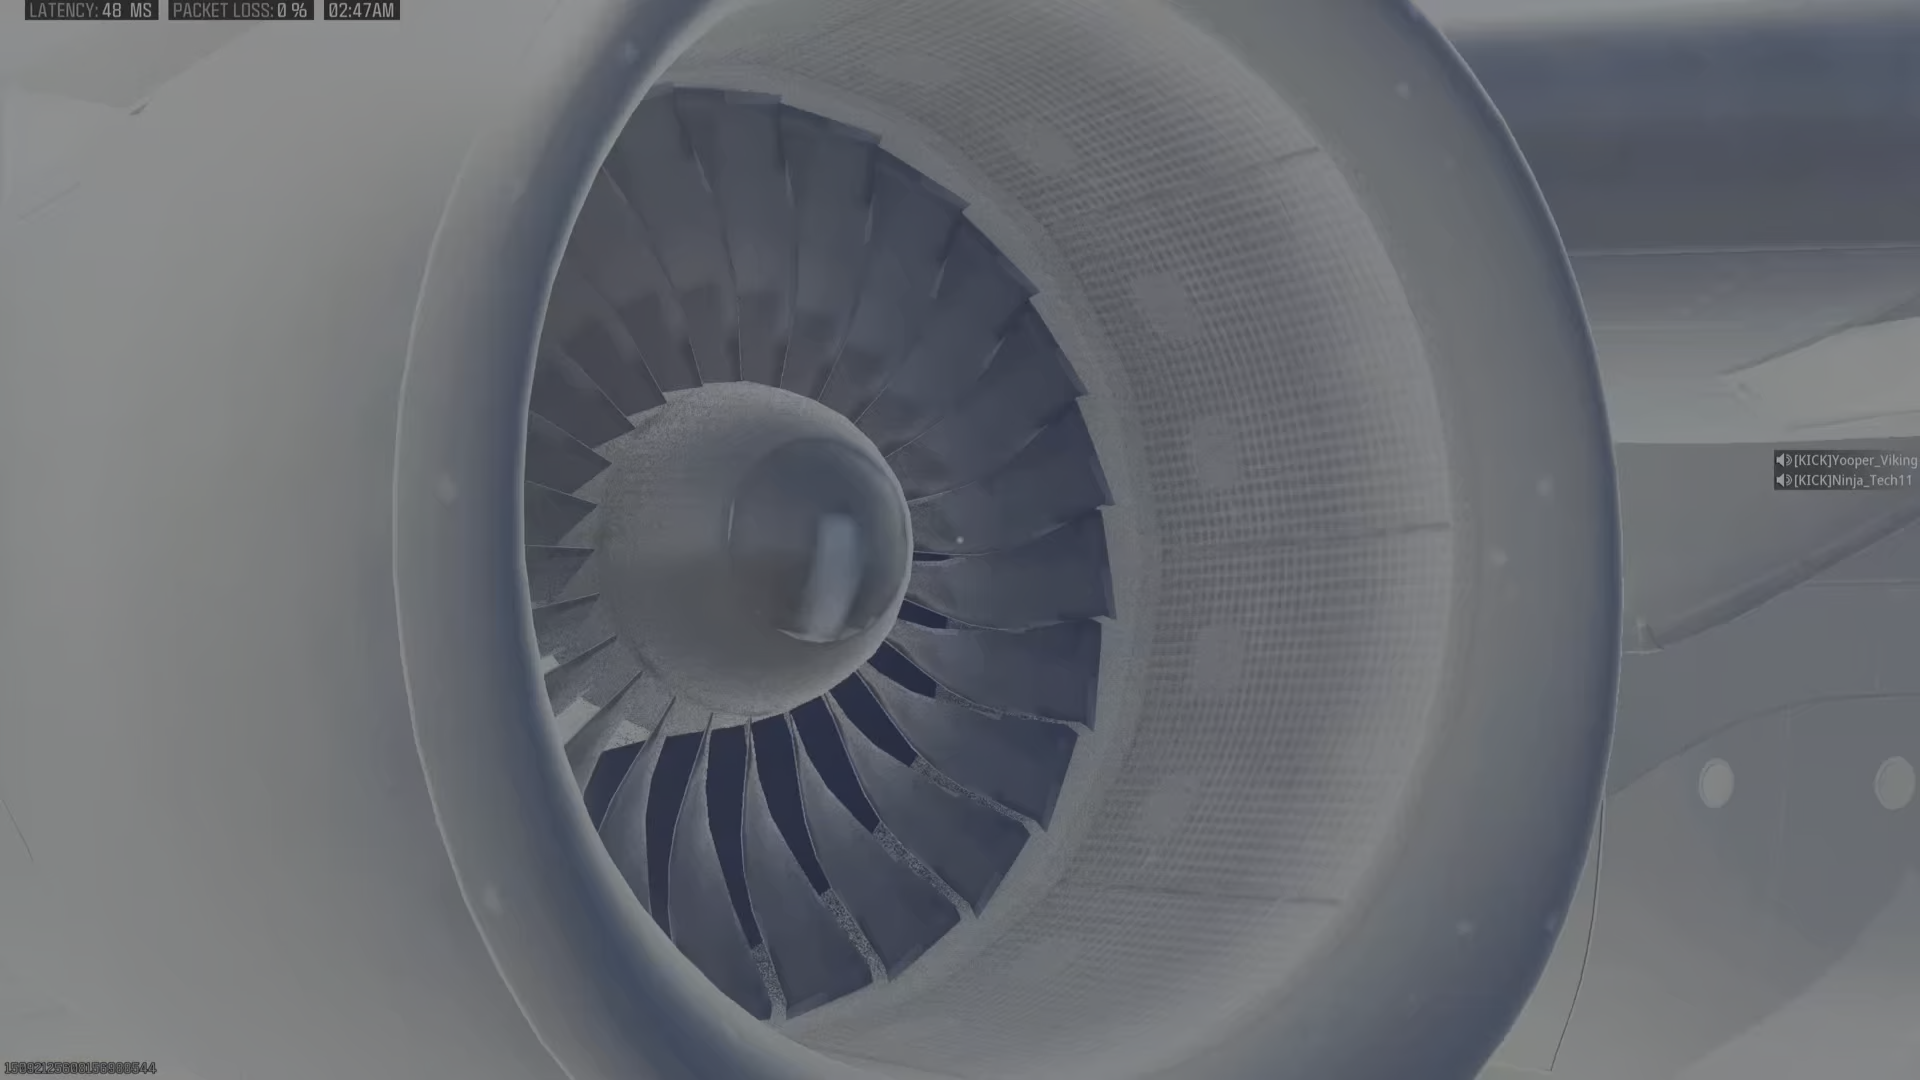 LATENCY: 48 MS PACKET LOSS: 0 % 02:47AM
[KICK]Yooper_Viking
[KICK]Ninja_Tech11